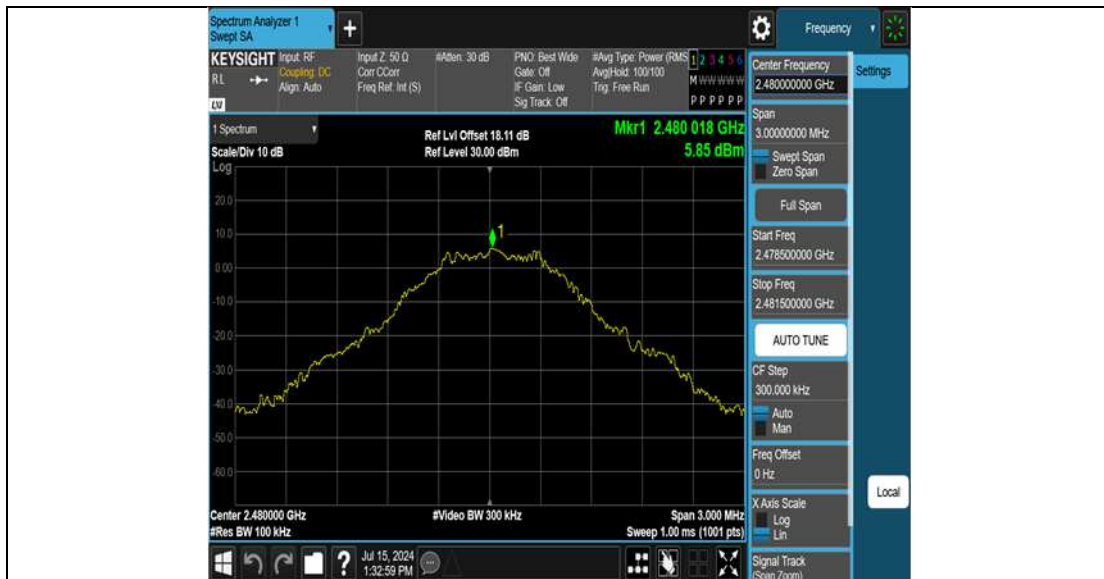 Spectrum Analyzer 1
Swept SA
+
Frequency
KEYSIGHT
RL
LXI
Input: RF
Coupling: DC
Align: Auto
Input Z: 50 Ω
Corr CCorr
Freq Ref: Int (S)
#Atten: 30 dB
PNO: Best Wide
Gate: Off
IF Gain: Low
Sig Track: Off
#Avg Type: Power (RMS
Avg|Hold: 100/100
Trig: Free Run
1 2 3 4 5 6
M W W W W W
P P P P P P
1 Spectrum
Scale/Div 10 dB
Log
Ref Lvl Offset 18.11 dB
Ref Level 30.00 dBm
Mkr1 2.480 018 GHz
5.85 dBm
20.0
10.0
0.00
-10.0
-20.0
-30.0
-40.0
-50.0
-60.0
1
Center 2.480000 GHz
#Res BW 100 kHz
#Video BW 300 kHz
Span 3.000 MHz
Sweep 1.00 ms (1001 pts)
?
Jul 15, 2024
1:32:59 PM
Center Frequency
2.480000000 GHz
Span
3.00000000 MHz
Swept Span
Zero Span
Full Span
Start Freq
2.478500000 GHz
Stop Freq
2.481500000 GHz
AUTO TUNE
CF Step
300.000 kHz
Auto
Man
Freq Offset
0 Hz
X Axis Scale
Log
Lin
Signal Track
(Span Zoom)
Settings
Local